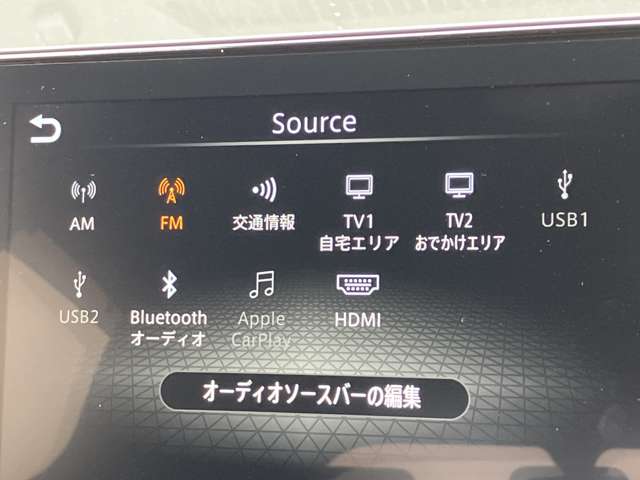 Source
AM
FM
交通情報
TV1
自宅エリア
TV2
おでかけエリア
USB1
USB2
Bluetooth
オーディオ
Apple
CarPlay
HDMI
オーディオソースバーの編集